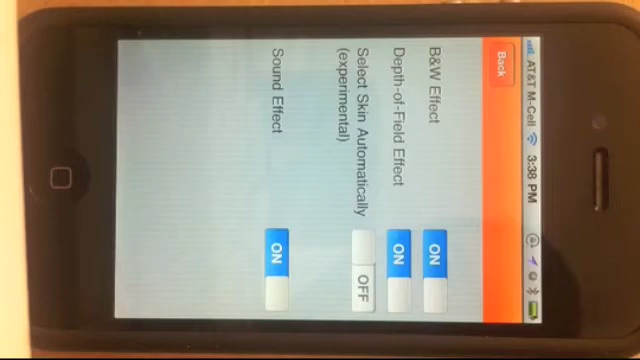 AT&T M-Cell 3:38 PM
Back
B&W Effect ON
Depth-of-Field Effect ON
Select Skin Automatically OFF
(experimental)
Sound Effect ON